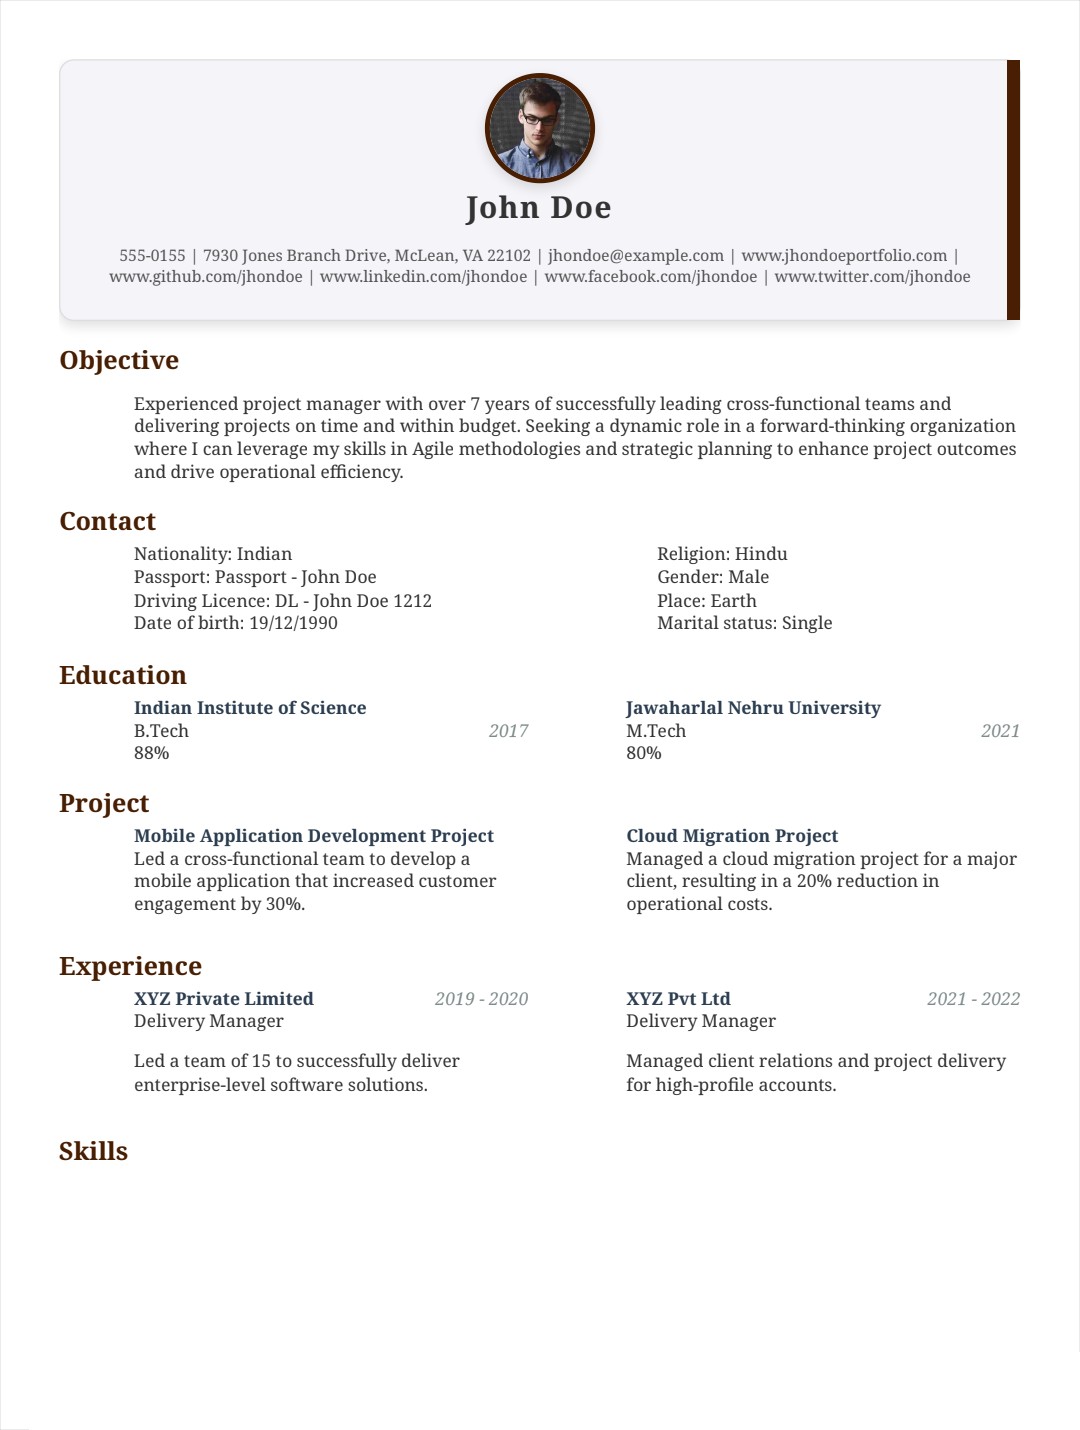 John Doe
555-0155 | 7930 Jones Branch Drive, McLean, VA 22102 | jhondoe@example.com | www.jhondoeportfolio.com |
www.github.com/jhondoe | www.linkedin.com/jhondoe | www.facebook.com/jhondoe | www.twitter.com/jhondoe
Objective
Experienced project manager with over 7 years of successfully leading cross-functional teams and
delivering projects on time and within budget. Seeking a dynamic role in a forward-thinking organization
where I can leverage my skills in Agile methodologies and strategic planning to enhance project outcomes
and drive operational efficiency.
Contact
Nationality: Indian
Passport: Passport - John Doe
Driving Licence: DL - John Doe 1212
Date of birth: 19/12/1990
Religion: Hindu
Gender: Male
Place: Earth
Marital status: Single
Education
Indian Institute of Science
B.Tech 2017
88%
Jawaharlal Nehru University
M.Tech 2021
80%
Project
Mobile Application Development Project
Led a cross-functional team to develop a
mobile application that increased customer
engagement by 30%.
Cloud Migration Project
Managed a cloud migration project for a major
client, resulting in a 20% reduction in
operational costs.
Experience
XYZ Private Limited 2019 - 2020
Delivery Manager
Led a team of 15 to successfully deliver
enterprise-level software solutions.
XYZ Pvt Ltd 2021 - 2022
Delivery Manager
Managed client relations and project delivery
for high-profile accounts.
Skills